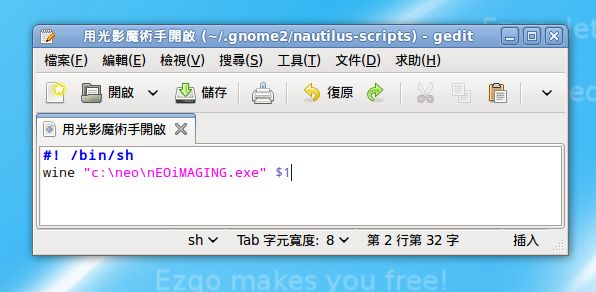 用光影魔術手開啟 (~/.gnome2/nautilus-scripts) - gedit
檔案(F) 編輯(E) 檢視(V) 搜尋(S) 工具(T) 文件(D) 求助(H)
開啟 儲存 復原
用光影魔術手開啟
#! /bin/sh
wine "c:\neo\nEOiMAGING.exe" $1
sh Tab 字元寬度: 8 第 2 行第 32 字 插入
Ezgo makes you free!